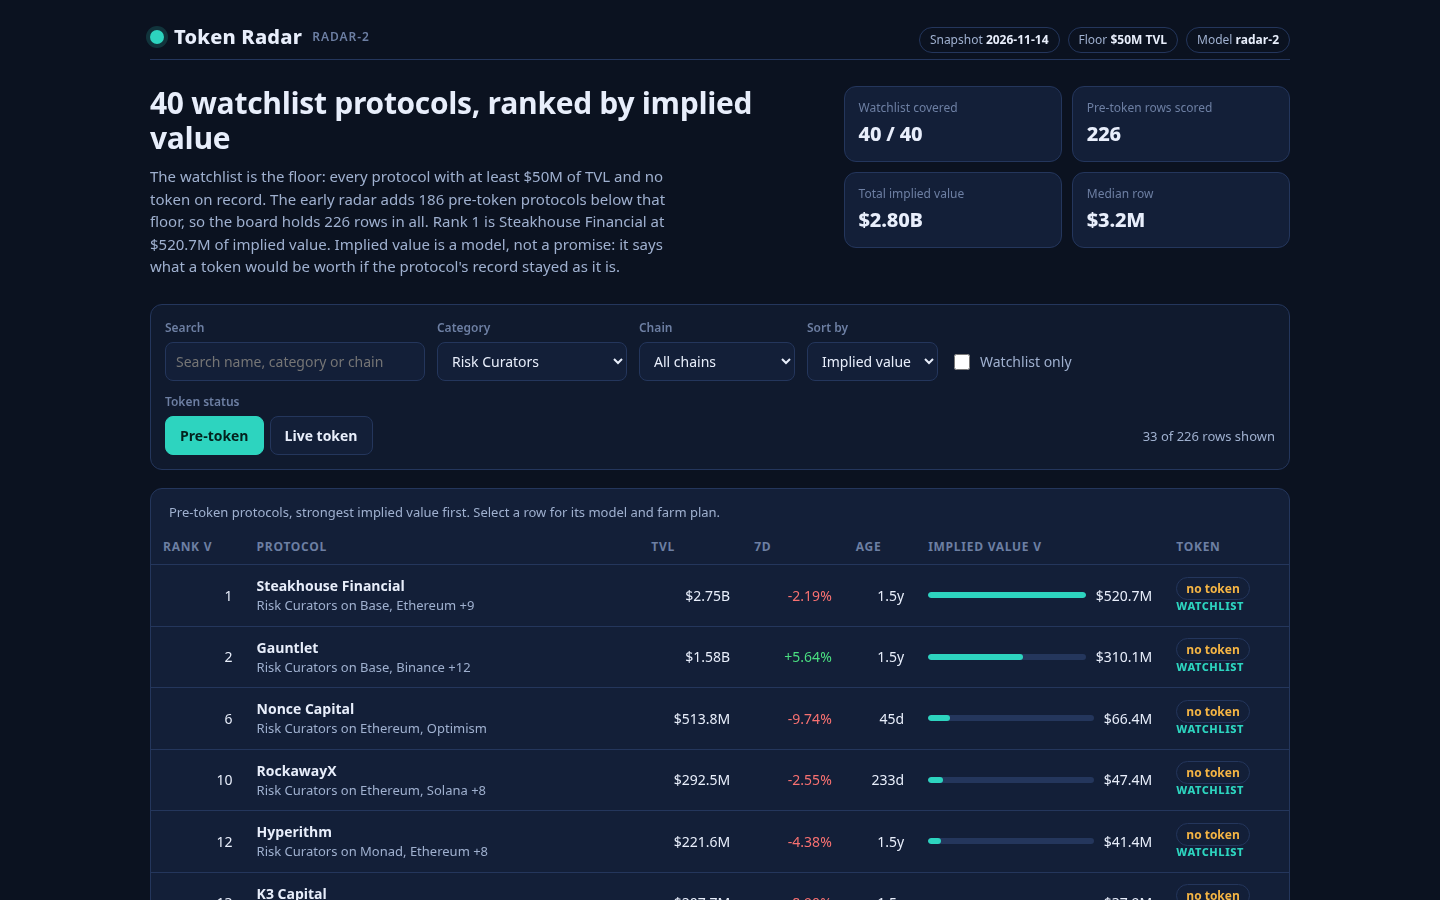 Token Radar RADAR-2
Snapshot 2026-11-14
Floor $50M TVL
Model radar-2
40 watchlist protocols, ranked by implied
value
The watchlist is the floor: every protocol with at least $50M of TVL and no
token on record. The early radar adds 186 pre-token protocols below that
floor, so the board holds 226 rows in all. Rank 1 is Steakhouse Financial at
$520.7M of implied value. Implied value is a model, not a promise: it says
what a token would be worth if the protocol's record stayed as it is.
Watchlist covered
40 / 40
Pre-token rows scored
226
Total implied value
$2.80B
Median row
$3.2M
Search
Category
Chain
Sort by
Search name, category or chain
Risk Curators
All chains
Implied value
Watchlist only
Token status
Pre-token
Live token
33 of 226 rows shown
Pre-token protocols, strongest implied value first. Select a row for its model and farm plan.
RANK V PROTOCOL TVL 7D AGE IMPLIED VALUE V TOKEN
1 Steakhouse Financial $2.75B -2.19% 1.5y $520.7M no token
Risk Curators on Base, Ethereum +9 WATCHLIST
2 Gauntlet $1.58B +5.64% 1.5y $310.1M no token
Risk Curators on Base, Binance +12 WATCHLIST
6 Nonce Capital $513.8M -9.74% 45d $66.4M no token
Risk Curators on Ethereum, Optimism WATCHLIST
10 RockawayX $292.5M -2.55% 233d $47.4M no token
Risk Curators on Ethereum, Solana +8 WATCHLIST
12 Hyperithm $221.6M -4.38% 1.5y $41.4M no token
Risk Curators on Monad, Ethereum +8 WATCHLIST
K3 Capital no token